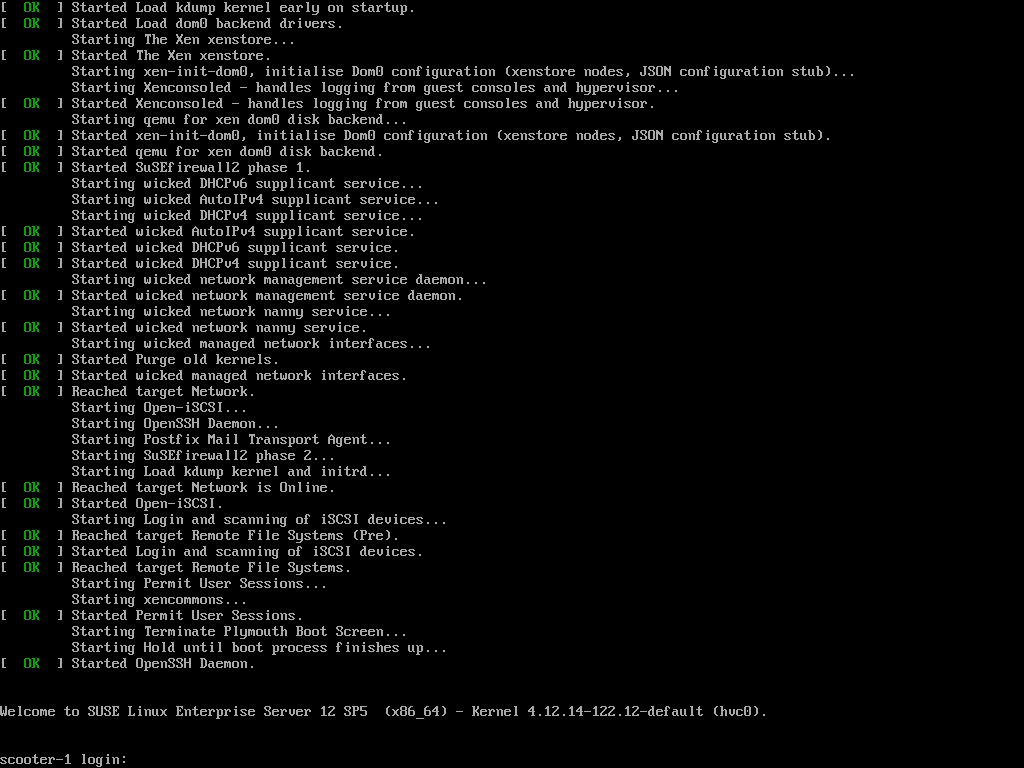 [  OK  ] Started Load kdump kernel early on startup.
[  OK  ] Started Load dom0 backend drivers.
         Starting The Xen xenstore...
[  OK  ] Started The Xen xenstore.
         Starting xen-init-dom0, initialise Dom0 configuration (xenstore nodes, JSON configuration stub)...
         Starting Xenconsoled - handles logging from guest consoles and hypervisor...
[  OK  ] Started Xenconsoled - handles logging from guest consoles and hypervisor.
         Starting qemu for xen dom0 disk backend...
[  OK  ] Started xen-init-dom0, initialise Dom0 configuration (xenstore nodes, JSON configuration stub).
[  OK  ] Started qemu for xen dom0 disk backend.
[  OK  ] Started SuSEfirewall2 phase 1.
         Starting wicked DHCPv6 supplicant service...
         Starting wicked AutoIPv4 supplicant service...
         Starting wicked DHCPv4 supplicant service...
[  OK  ] Started wicked AutoIPv4 supplicant service.
[  OK  ] Started wicked DHCPv6 supplicant service.
[  OK  ] Started wicked DHCPv4 supplicant service.
         Starting wicked network management service daemon...
[  OK  ] Started wicked network management service daemon.
         Starting wicked network nanny service...
[  OK  ] Started wicked network nanny service.
         Starting wicked managed network interfaces...
[  OK  ] Started Purge old kernels.
[  OK  ] Started wicked managed network interfaces.
[  OK  ] Reached target Network.
         Starting Open-iSCSI...
         Starting OpenSSH Daemon...
         Starting Postfix Mail Transport Agent...
         Starting SuSEfirewall2 phase 2...
         Starting Load kdump kernel and initrd...
[  OK  ] Reached target Network is Online.
[  OK  ] Started Open-iSCSI.
         Starting Login and scanning of iSCSI devices...
[  OK  ] Reached target Remote File Systems (Pre).
[  OK  ] Started Login and scanning of iSCSI devices.
[  OK  ] Reached target Remote File Systems.
         Starting Permit User Sessions...
         Starting xencommons...
[  OK  ] Started Permit User Sessions.
         Starting Terminate Plymouth Boot Screen...
         Starting Hold until boot process finishes up...
[  OK  ] Started OpenSSH Daemon.
Welcome to SUSE Linux Enterprise Server 12 SP5  (x86_64) - Kernel 4.12.14-122.12-default (hvc0).
scooter-1 login: